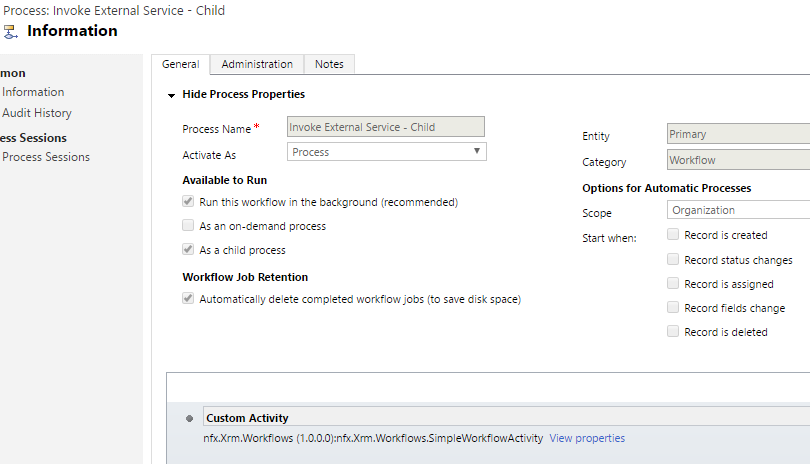 Process: Invoke External Service - Child
Information
mon
Information
Audit History
ess Sessions
Process Sessions
General
Administration
Notes
Hide Process Properties
Process Name *
Invoke External Service - Child
Activate As
Process
Available to Run
Run this workflow in the background (recommended)
As an on-demand process
As a child process
Workflow Job Retention
Automatically delete completed workflow jobs (to save disk space)
Entity
Primary
Category
Workflow
Options for Automatic Processes
Scope
Organization
Start when:
Record is created
Record status changes
Record is assigned
Record fields change
Record is deleted
Custom Activity
nfx.Xrm.Workflows (1.0.0.0):nfx.Xrm.Workflows.SimpleWorkflowActivity View properties